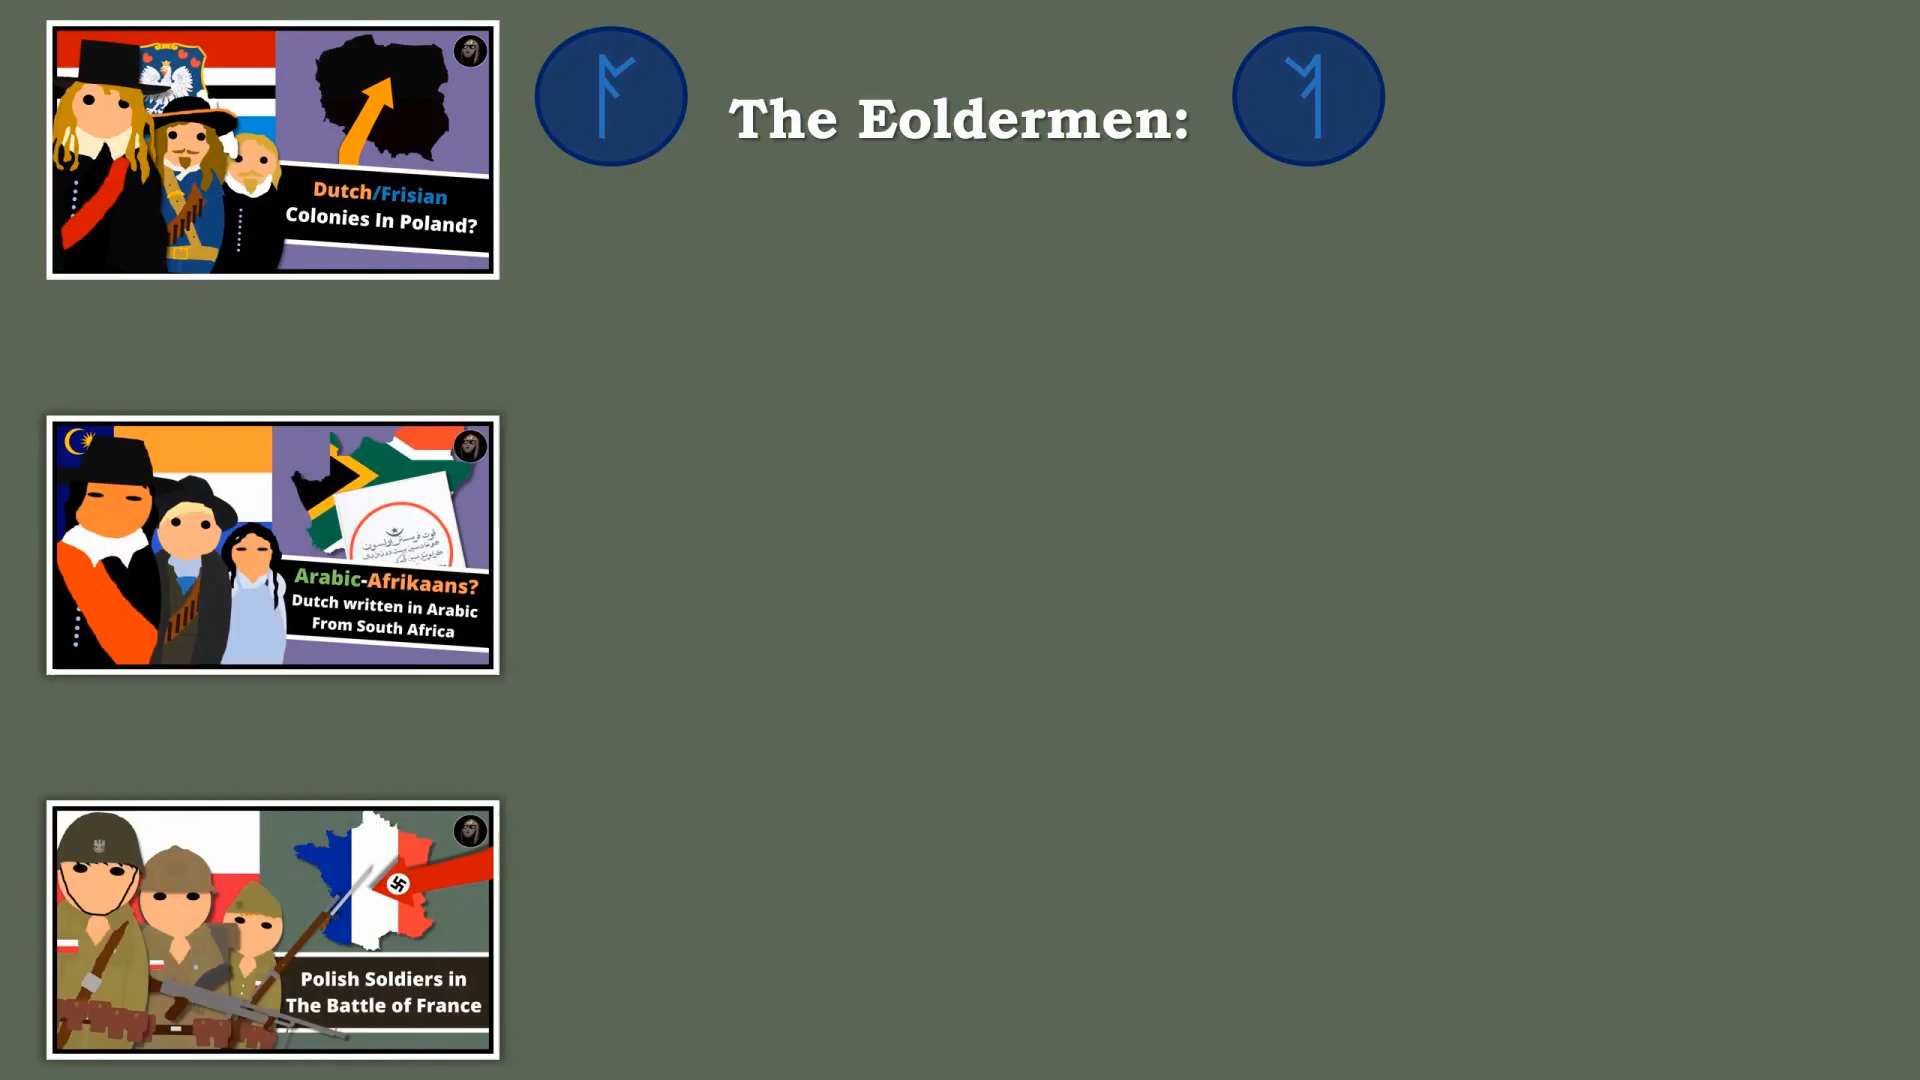 The Eoldermen:
Dutch/Frisian
Colonies In Poland?
Arabic-Afrikaans?
Dutch written in Arabic
From South Africa
Polish Soldiers in
The Battle of France